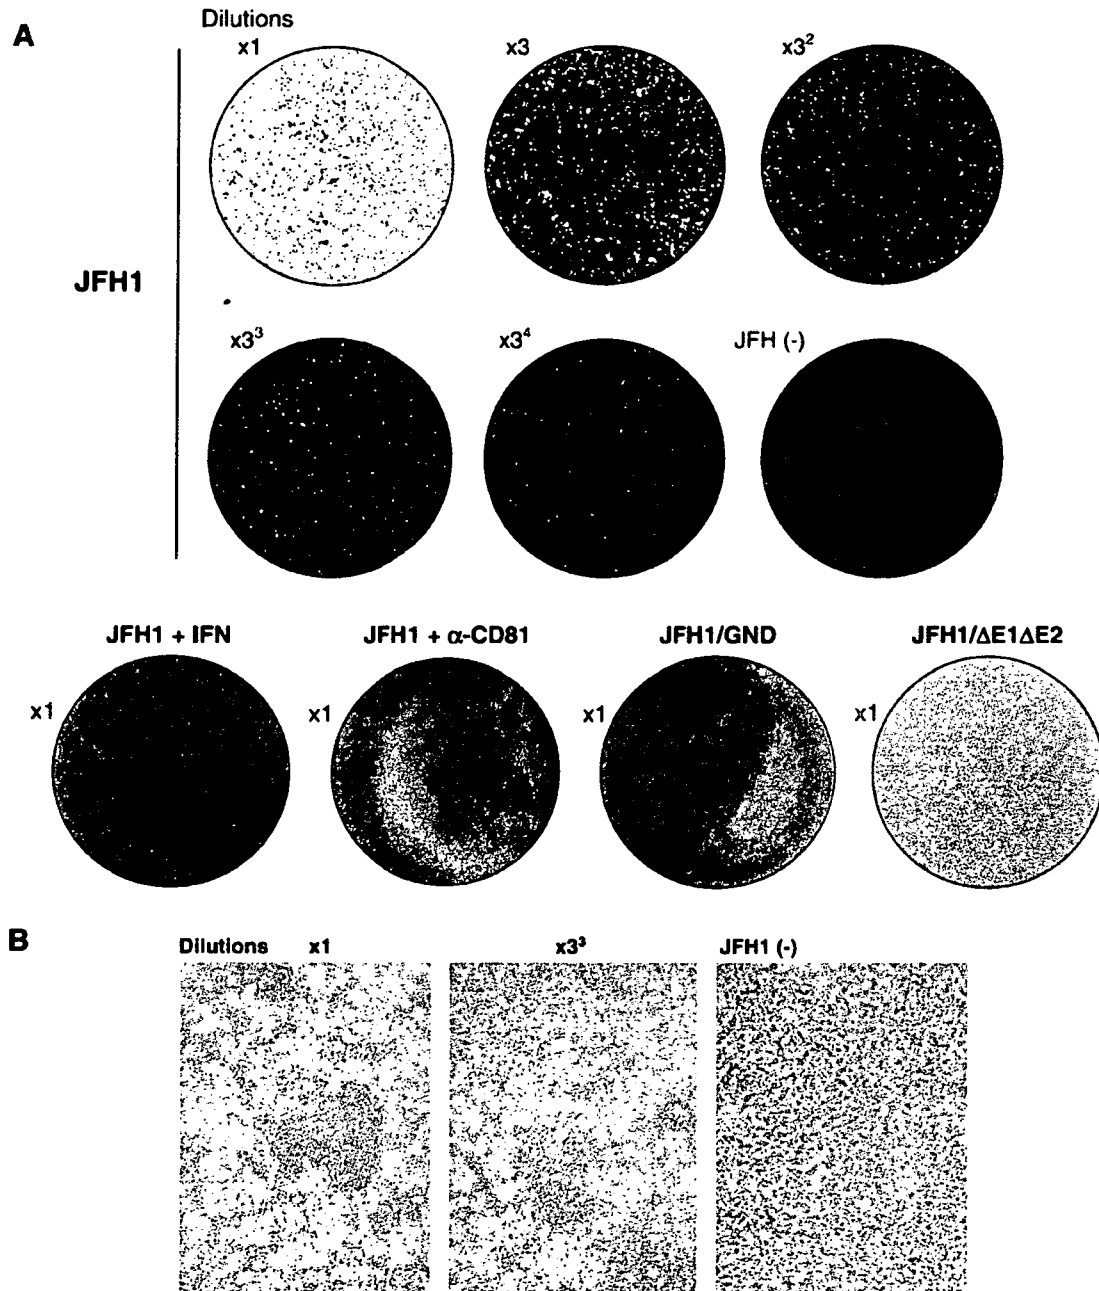 A
Dilutions
x1
x3
x3²
JFH1
x3³
x3⁴
JFH (-)
JFH1 + IFN
JFH1 + α-CD81
JFH1/GND
JFH1/ΔE1ΔE2
x1
x1
x1
x1
B
Dilutions x1
x3³
JFH1 (-)